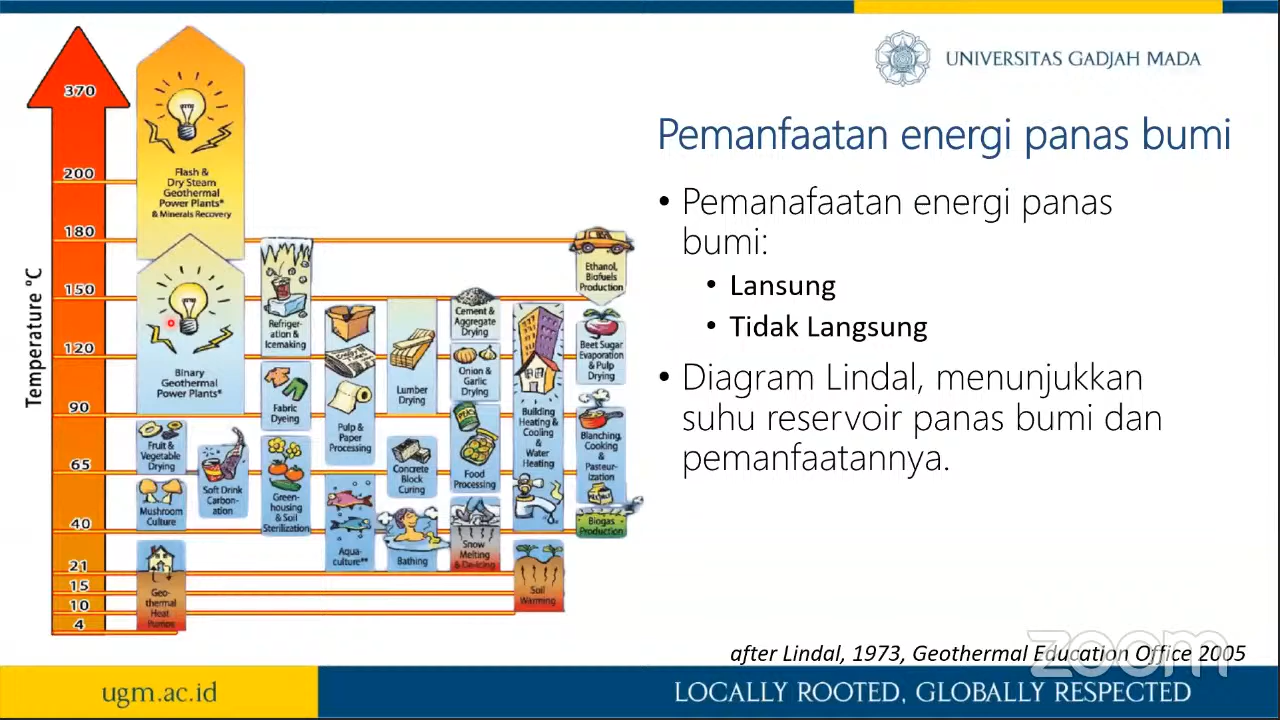 UNIVERSITAS GADJAH MADA
Pemanfaatan energi panas bumi
• Pemanafaatan energi panas
bumi:
• Lansung
• Tidak Langsung
• Diagram Lindal, menunjukkan
suhu reservoir panas bumi dan
pemanfaatannya.
Temperature °C
370
200
180
150
120
90
65
40
21
15
10
4
Flash &
Dry Steam
Geothermal
Power Plants*
& Minerals Recovery
Binary
Geothermal
Power Plants*
Fruit &
Vegetable
Drying
Mushroom
Culture
Geo-
thermal
Heat
Pumps
Soft Drink
Carbon-
ation
Refriger-
ation &
Icemaking
Fabric
Dyeing
Green-
housing
& Soil
Sterilization
Pulp &
Paper
Processing
Aqua-
culture**
Lumber
Drying
Concrete
Block
Curing
Bathing
Cement &
Aggregate
Drying
Onion &
Garlic
Drying
PEAS
Food
Processing
Snow
Melting
& De-icing
Building
Heating &
Cooling
&
Water
Heating
Soil
Warming
Ethanol,
Biofuels
Production
Beet Sugar
Evaporation
& Pulp
Drying
Blanching,
Cooking
&
Pasteur-
ization
Biogas
Production
after Lindal, 1973, Geothermal Education Office 2005
zoom
ugm.ac.id
LOCALLY ROOTED, GLOBALLY RESPECTED